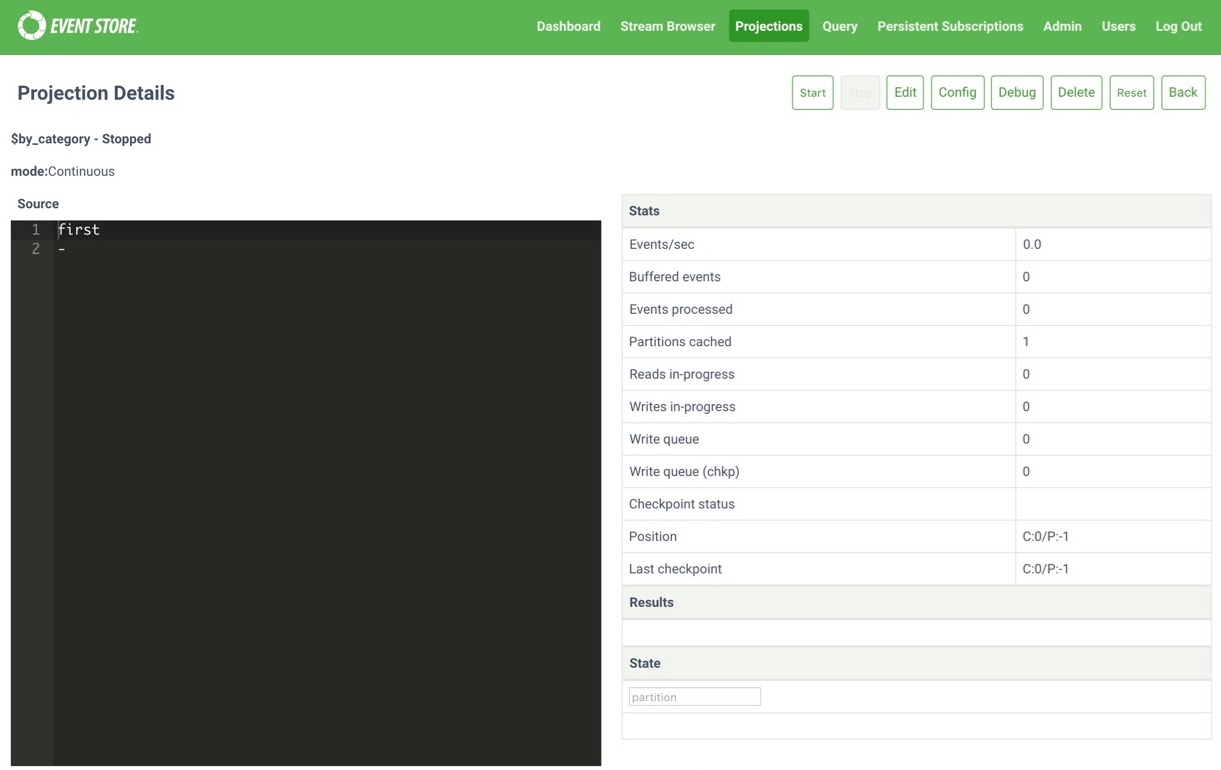 EVENT STORE
Dashboard Stream Browser Projections Query Persistent Subscriptions Admin Users Log Out
Projection Details
Start Stop Edit Config Debug Delete Reset Back
$by_category - Stopped
mode:Continuous
Source
1 first
2 -
Stats
Events/sec 0.0
Buffered events 0
Events processed 0
Partitions cached 1
Reads in-progress 0
Writes in-progress 0
Write queue 0
Write queue (chkp) 0
Checkpoint status
Position C:0/P:-1
Last checkpoint C:0/P:-1
Results
State
partition